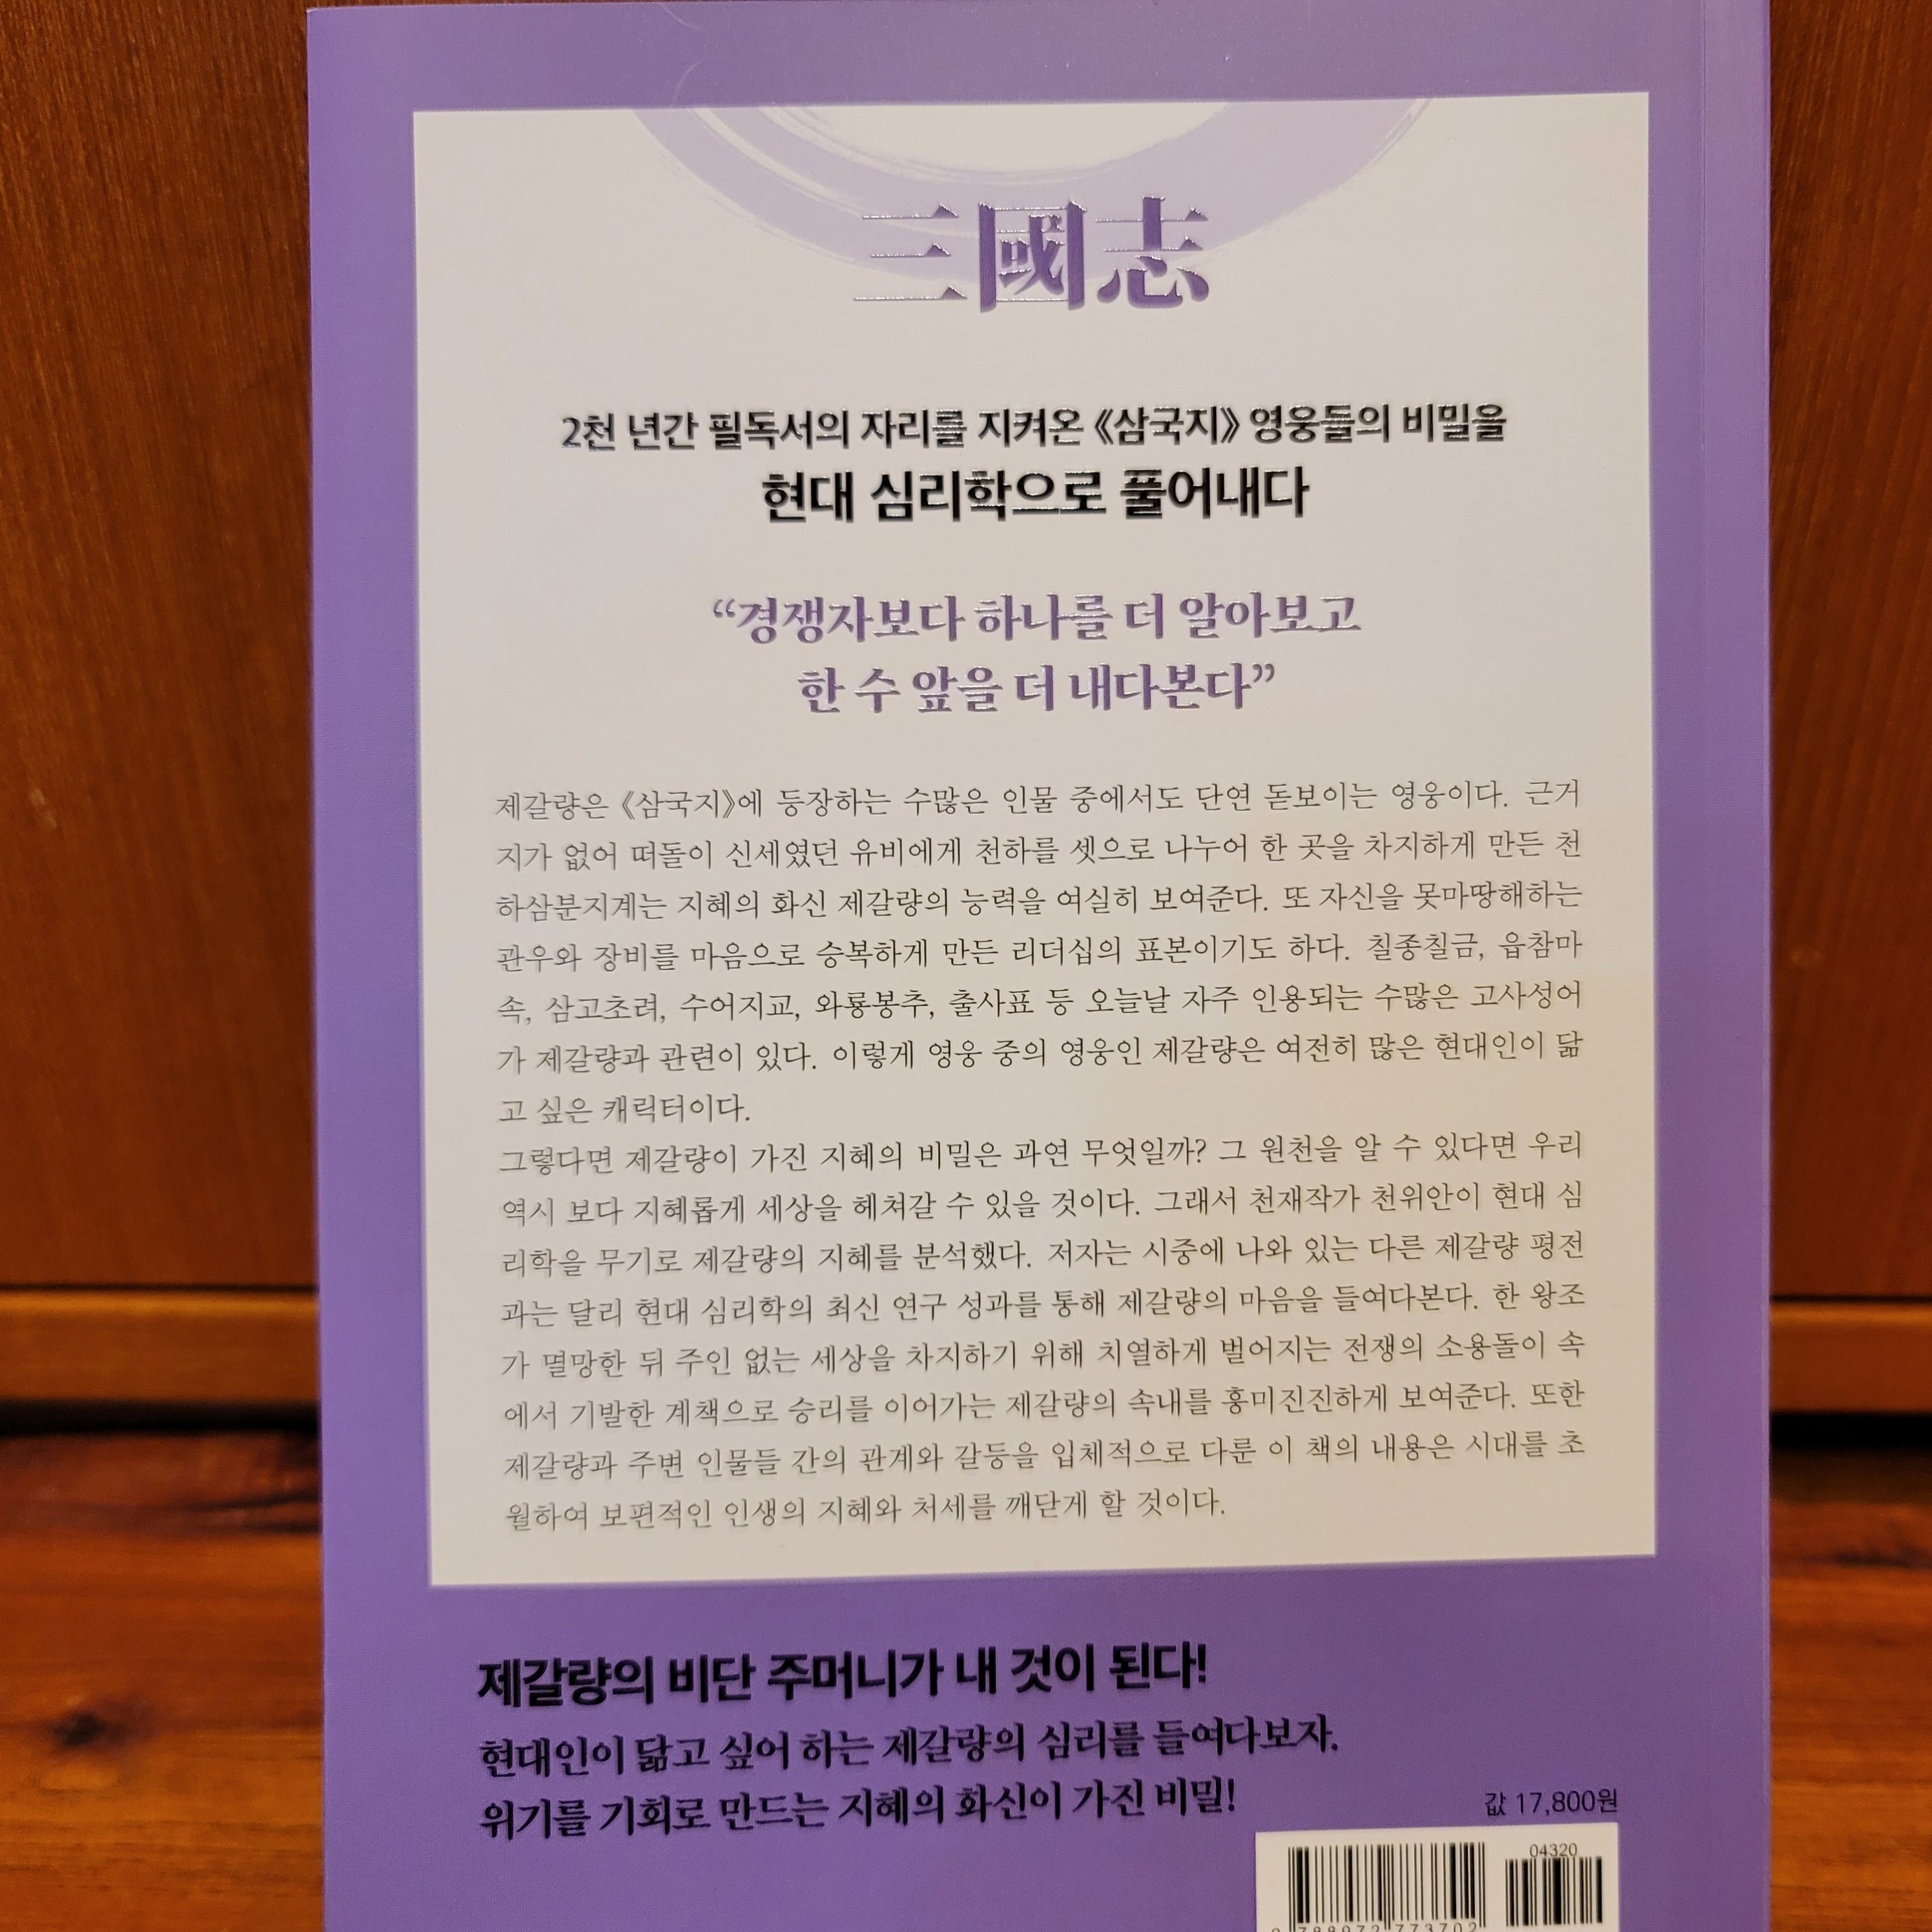 三國志
2천 년간 필독서의 자리를 지켜온 《삼국지》 영웅들의 비밀을
현대 심리학으로 풀어내다
“경쟁자보다 하나를 더 알아보고
한 수 앞을 더 내다본다”
제갈량은 《삼국지》에 등장하는 수많은 인물 중에서도 단연 돋보이는 영웅이다. 근거
지가 없어 떠돌이 신세였던 유비에게 천하를 셋으로 나누어 한 곳을 차지하게 만든 천
하삼분지계는 지혜의 화신 제갈량의 능력을 여실히 보여준다. 또 자신을 못마땅해하는
관우와 장비를 마음으로 승복하게 만든 리더십의 표본이기도 하다. 칠종칠금, 읍참마
속, 삼고초려, 수어지교, 와룡봉추, 출사표 등 오늘날 자주 인용되는 수많은 고사성어
가 제갈량과 관련이 있다. 이렇게 영웅 중의 영웅인 제갈량은 여전히 많은 현대인이 닮
고 싶은 캐릭터이다.
그렇다면 제갈량이 가진 지혜의 비밀은 과연 무엇일까? 그 원천을 알 수 있다면 우리
역시 보다 지혜롭게 세상을 헤쳐갈 수 있을 것이다. 그래서 천재작가 천위안이 현대 심
리학을 무기로 제갈량의 지혜를 분석했다. 저자는 시중에 나와 있는 다른 제갈량 평전
과는 달리 현대 심리학의 최신 연구 성과를 통해 제갈량의 마음을 들여다본다. 한 왕조
가 멸망한 뒤 주인 없는 세상을 차지하기 위해 치열하게 벌어지는 전쟁의 소용돌이 속
에서 기발한 계책으로 승리를 이어가는 제갈량의 속내를 흥미진진하게 보여준다. 또한
제갈량과 주변 인물들 간의 관계와 갈등을 입체적으로 다룬 이 책의 내용은 시대를 초
월하여 보편적인 인생의 지혜와 처세를 깨닫게 할 것이다.
제갈량의 비단 주머니가 내 것이 된다!
현대인이 닮고 싶어 하는 제갈량의 심리를 들여다보자.
위기를 기회로 만드는 지혜의 화신이 가진 비밀!
값 17,800원
04320
9 788972 773702